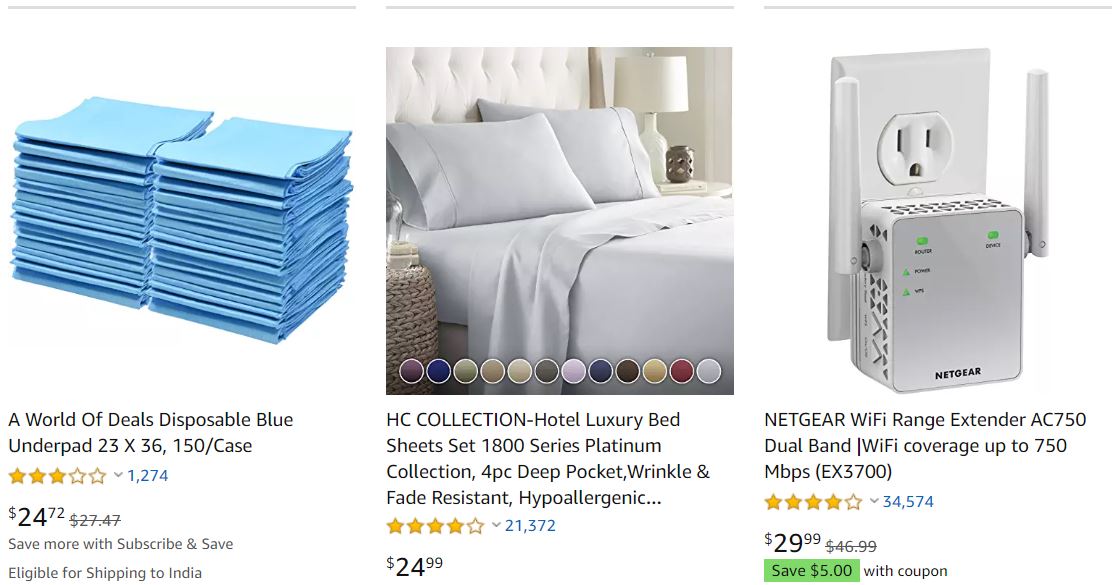 ROUTER
DEVICE
POWER
WPS
NETGEAR
A World Of Deals Disposable Blue
Underpad 23 X 36, 150/Case
1,274
$24.72 $27.47
Save more with Subscribe & Save
Eligible for Shipping to India
HC COLLECTION-Hotel Luxury Bed
Sheets Set 1800 Series Platinum
Collection, 4pc Deep Pocket,Wrinkle &
Fade Resistant, Hypoallergenic...
21,372
$24.99
NETGEAR WiFi Range Extender AC750
Dual Band |WiFi coverage up to 750
Mbps (EX3700)
34,574
$29.99 $46.99
Save $5.00 with coupon